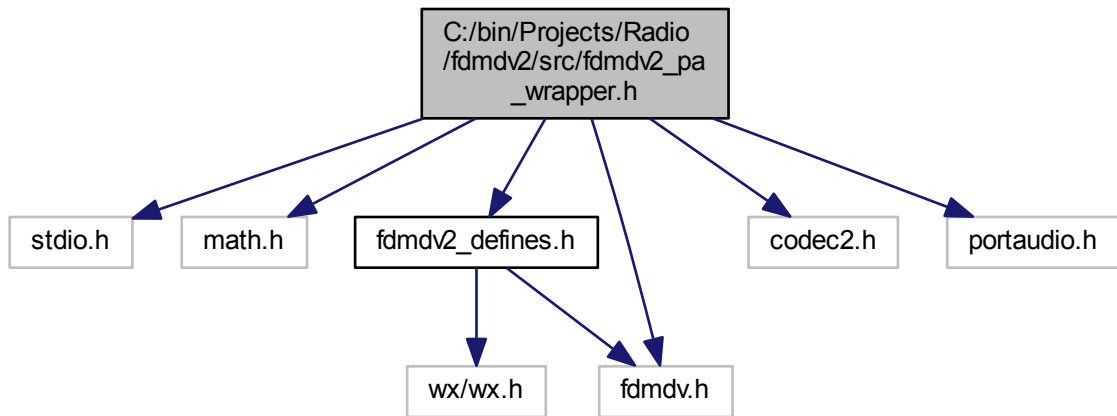 C:/bin/Projects/Radio
/fdmdv2/src/fdmdv2_pa
_wrapper.h
stdio.h
math.h
fdmdv2_defines.h
codec2.h
portaudio.h
wx/wx.h
fdmdv.h